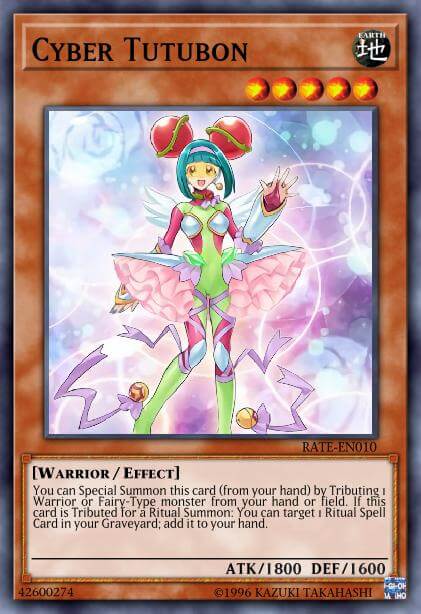 CYBER TUTUBON
EARTH
地
RATE-EN010
[WARRIOR / EFFECT]
You can Special Summon this card (from your hand) by Tributing 1
Warrior or Fairy-Type monster from your hand or field. If this
card is Tributed for a Ritual Summon: You can target 1 Ritual Spell
Card in your Graveyard; add it to your hand.
ATK/1800 DEF/1600
42600274
©1996 KAZUKI TAKAHASHI